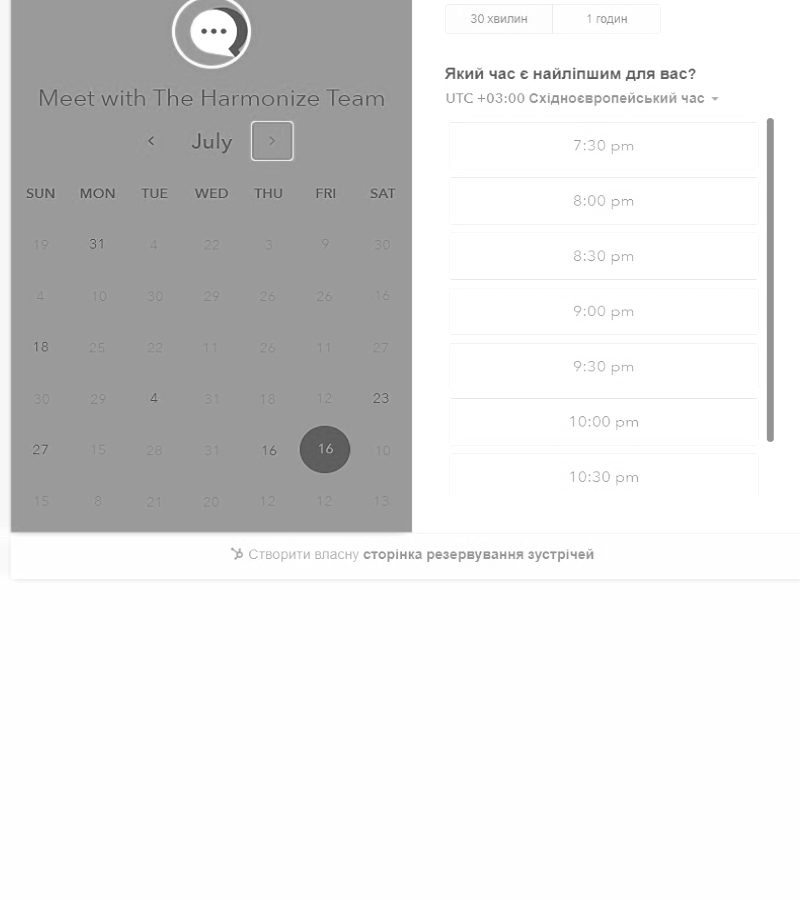 Meet with The Harmonize Team
July
SUN MON TUE WED THU FRI SAT
19 31 4 22 3 9 30
4 10 30 29 26 26 16
18 25 22 11 26 11 27
30 29 4 31 18 12 23
27 15 28 31 16 16 10
15 8 21 20 12 12 13
30 хвилин 1 годин
Який час є найліпшим для вас?
UTC +03:00 Східноєвропейський час
7:30 pm
8:00 pm
8:30 pm
9:00 pm
9:30 pm
10:00 pm
10:30 pm
Створити власну сторінка резервування зустрічей